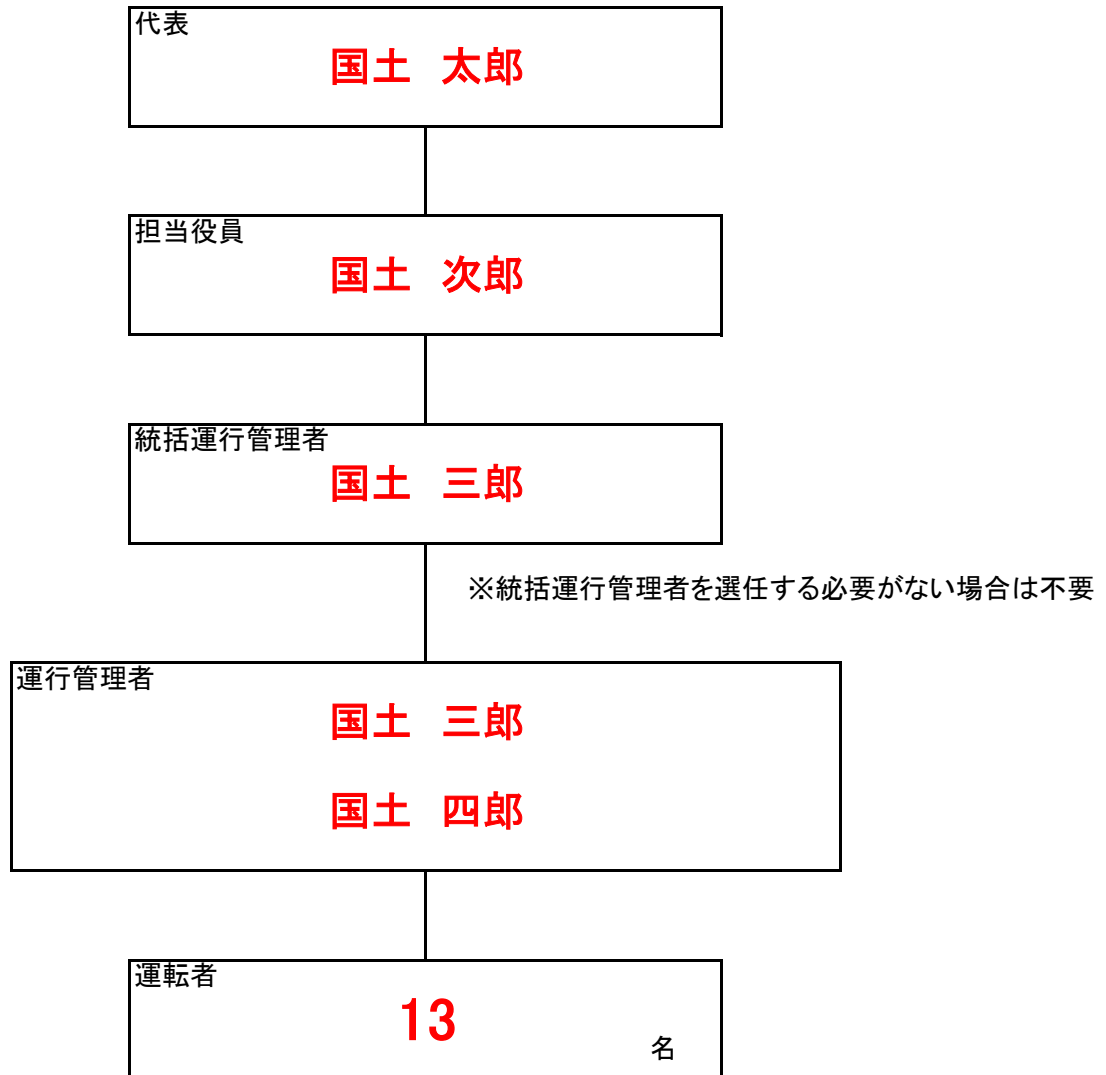 代表
国土　太郎
担当役員
国土　次郎
統括運行管理者
国土　三郎
※統括運行管理者を選任する必要がない場合は不要
運行管理者
国土　三郎
国土　四郎
運転者
13
名